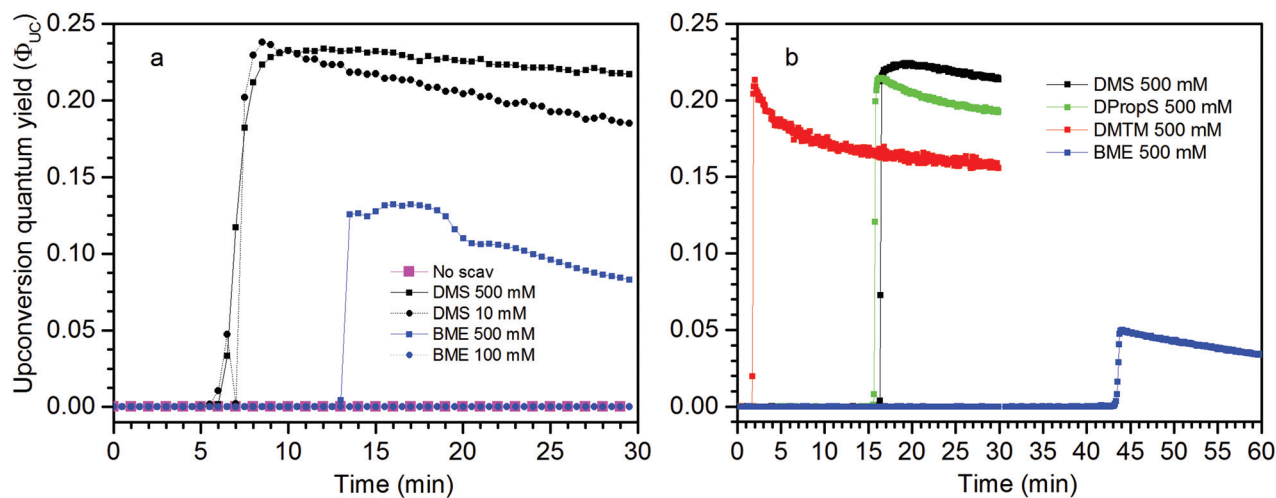 a
Upconversion quantum yield (Φ_UC)
0.25
0.20
0.15
0.10
0.05
0.00
No scav
DMS 500 mM
DMS 10 mM
BME 500 mM
BME 100 mM
0 5 10 15 20 25 30
Time (min)
b
0.25
0.20
0.15
0.10
0.05
0.00
DMS 500 mM
DPropS 500 mM
DMTM 500 mM
BME 500 mM
0 5 10 15 20 25 30 35 40 45 50 55 60
Time (min)